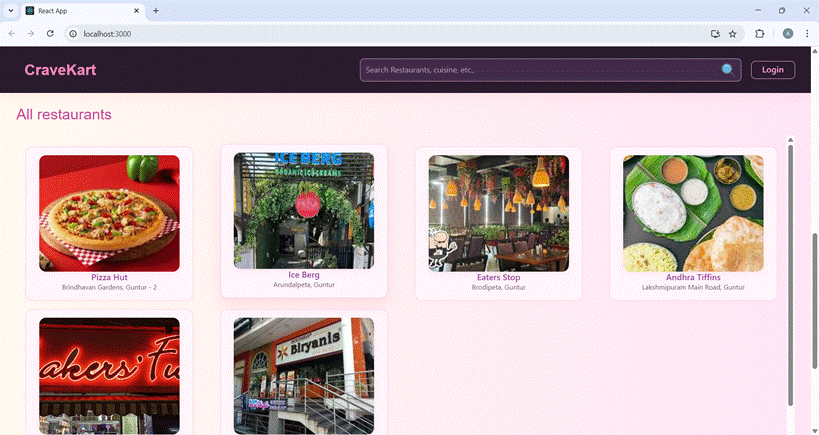 React App
localhost:3000
CraveKart
Search Restaurants, cuisine, etc.,
Login
All restaurants
ICE BERG
ORGANIC ICE CREAMS
Pizza Hut
Brindhavan Gardens, Guntur - 2
Ice Berg
Arundalpeta, Guntur
Eaters Stop
Brodipeta, Guntur
Andhra Tiffins
Lakshmipuram Main Road, Guntur
akers' Fu
Biryanis